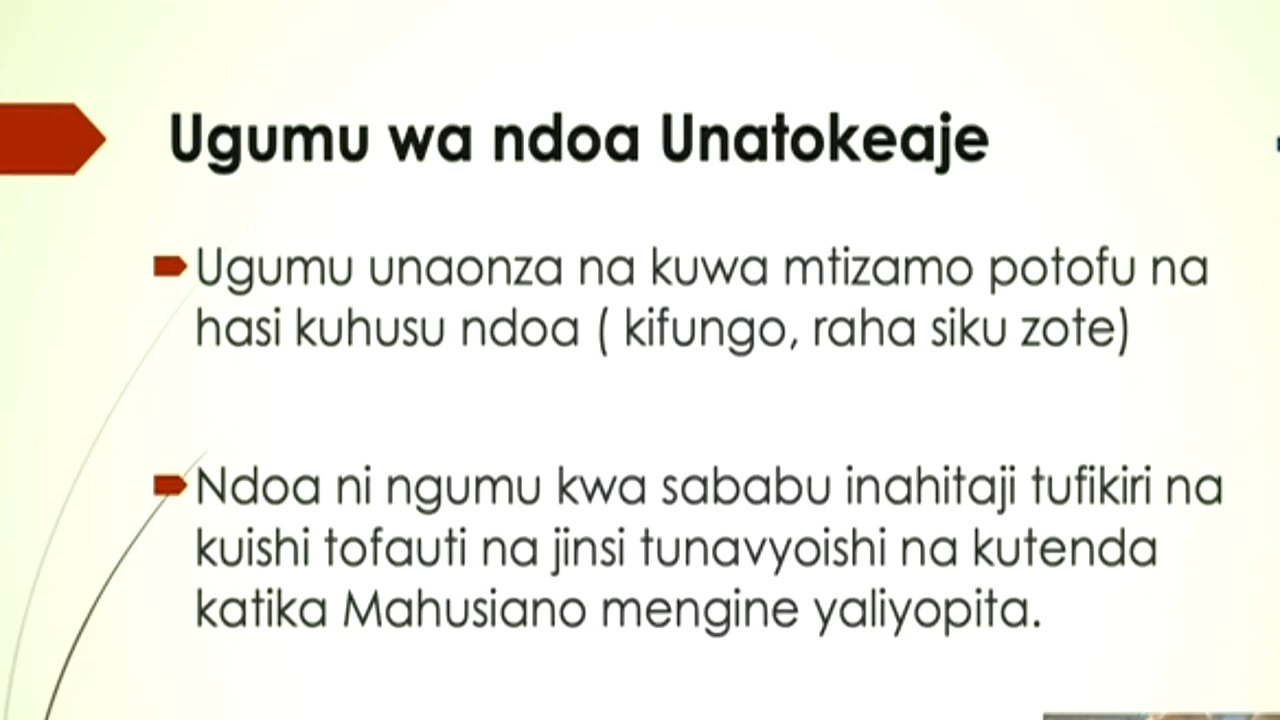 Ugumu wa ndoa Unatokeaje
Ugumu unaonza na kuwa mtizamo potofu na
hasi kuhusu ndoa ( kifungo, raha siku zote)
Ndoa ni ngumu kwa sababu inahitaji tufikiri na
kuishi tofauti na jinsi tunavyoishi na kutenda
katika Mahusiano mengine yaliyopita.